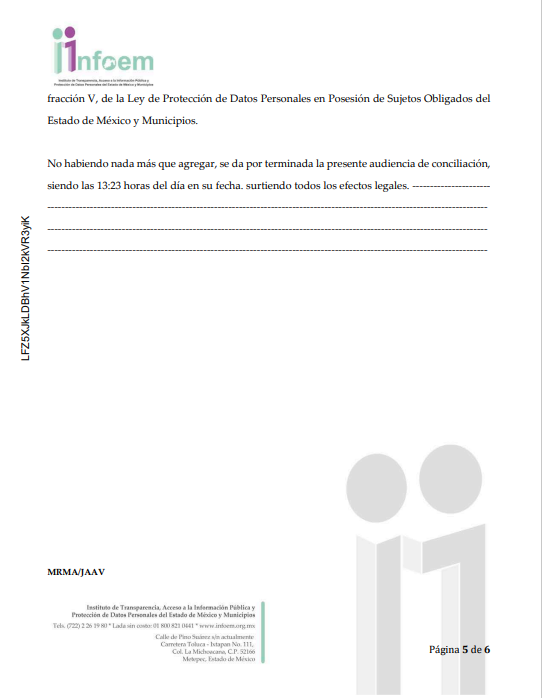 infoem
Instituto de Transparencia, Acceso a la Información Pública y
Protección de Datos Personales del Estado de México y Municipios
fracción V, de la Ley de Protección de Datos Personales en Posesión de Sujetos Obligados del
Estado de México y Municipios.
No habiendo nada más que agregar, se da por terminada la presente audiencia de conciliación,
siendo las 13:23 horas del día en su fecha. surtiendo todos los efectos legales. ----------------------
------------------------------------------------------------------------------------------------------------------------
------------------------------------------------------------------------------------------------------------------------
------------------------------------------------------------------------------------------------------------------------
LFZ5XJkLDBhV1NbI2kVR3yiK
MRMA/JAAV
Instituto de Transparencia, Acceso a la Información Pública y
Protección de Datos Personales del Estado de México y Municipios
Tels. (722) 2 26 19 80 * Lada sin costo: 01 800 821 0441 * www.infoem.org.mx
Calle de Pino Suárez s/n actualmente
Carretera Toluca - Ixtapan No. 111,
Col. La Michoacana, C.P. 52166
Metepec, Estado de México
Página 5 de 6